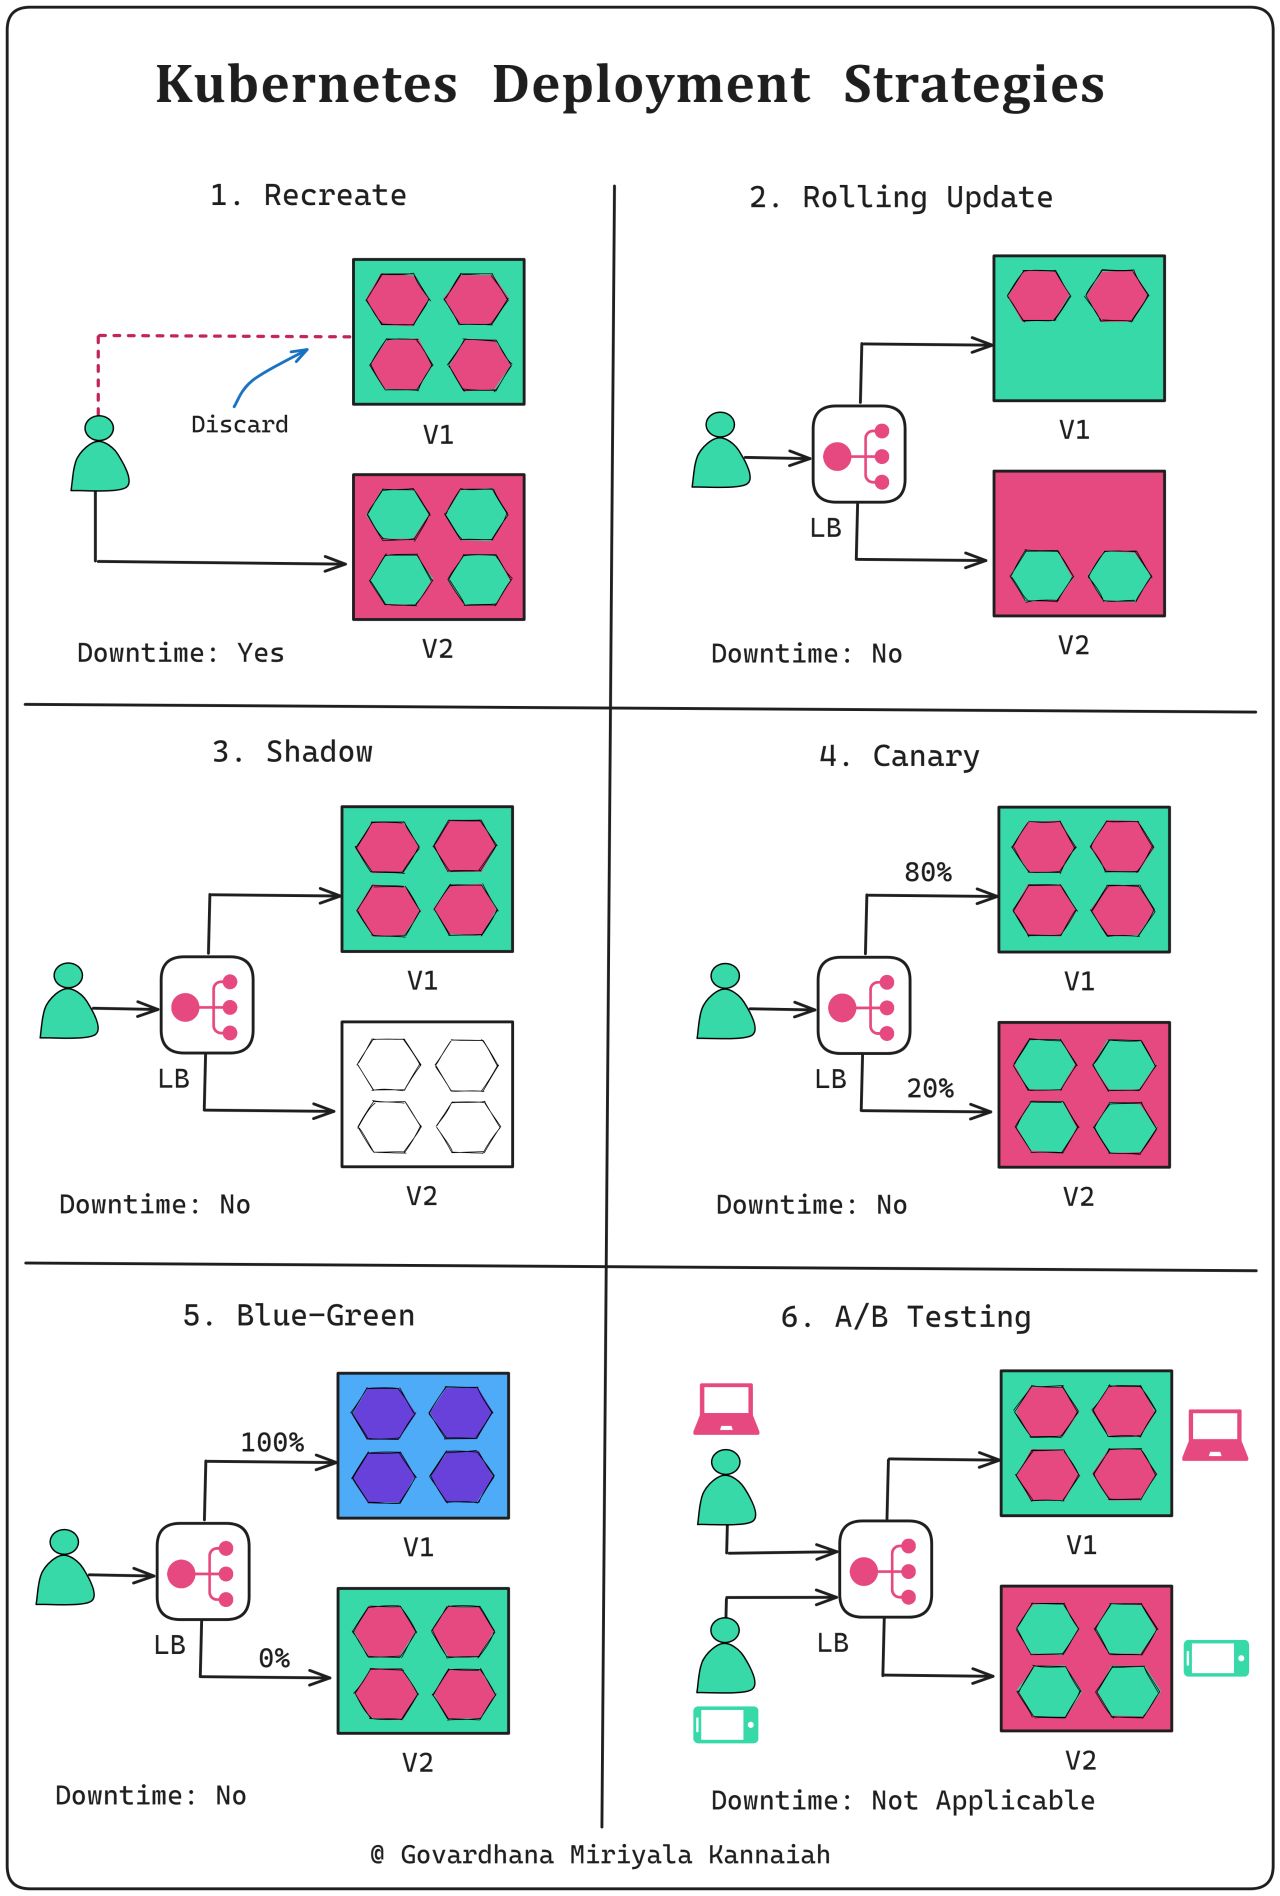 Kubernetes Deployment Strategies
1. Recreate
Discard
V1
V2
Downtime: Yes
2. Rolling Update
V1
LB
V2
Downtime: No
3. Shadow
V1
LB
V2
Downtime: No
4. Canary
80%
V1
LB
20%
V2
Downtime: No
5. Blue-Green
100%
V1
LB
0%
V2
Downtime: No
6. A/B Testing
V1
LB
V2
Downtime: Not Applicable
@ Govardhana Miriyala Kannaiah